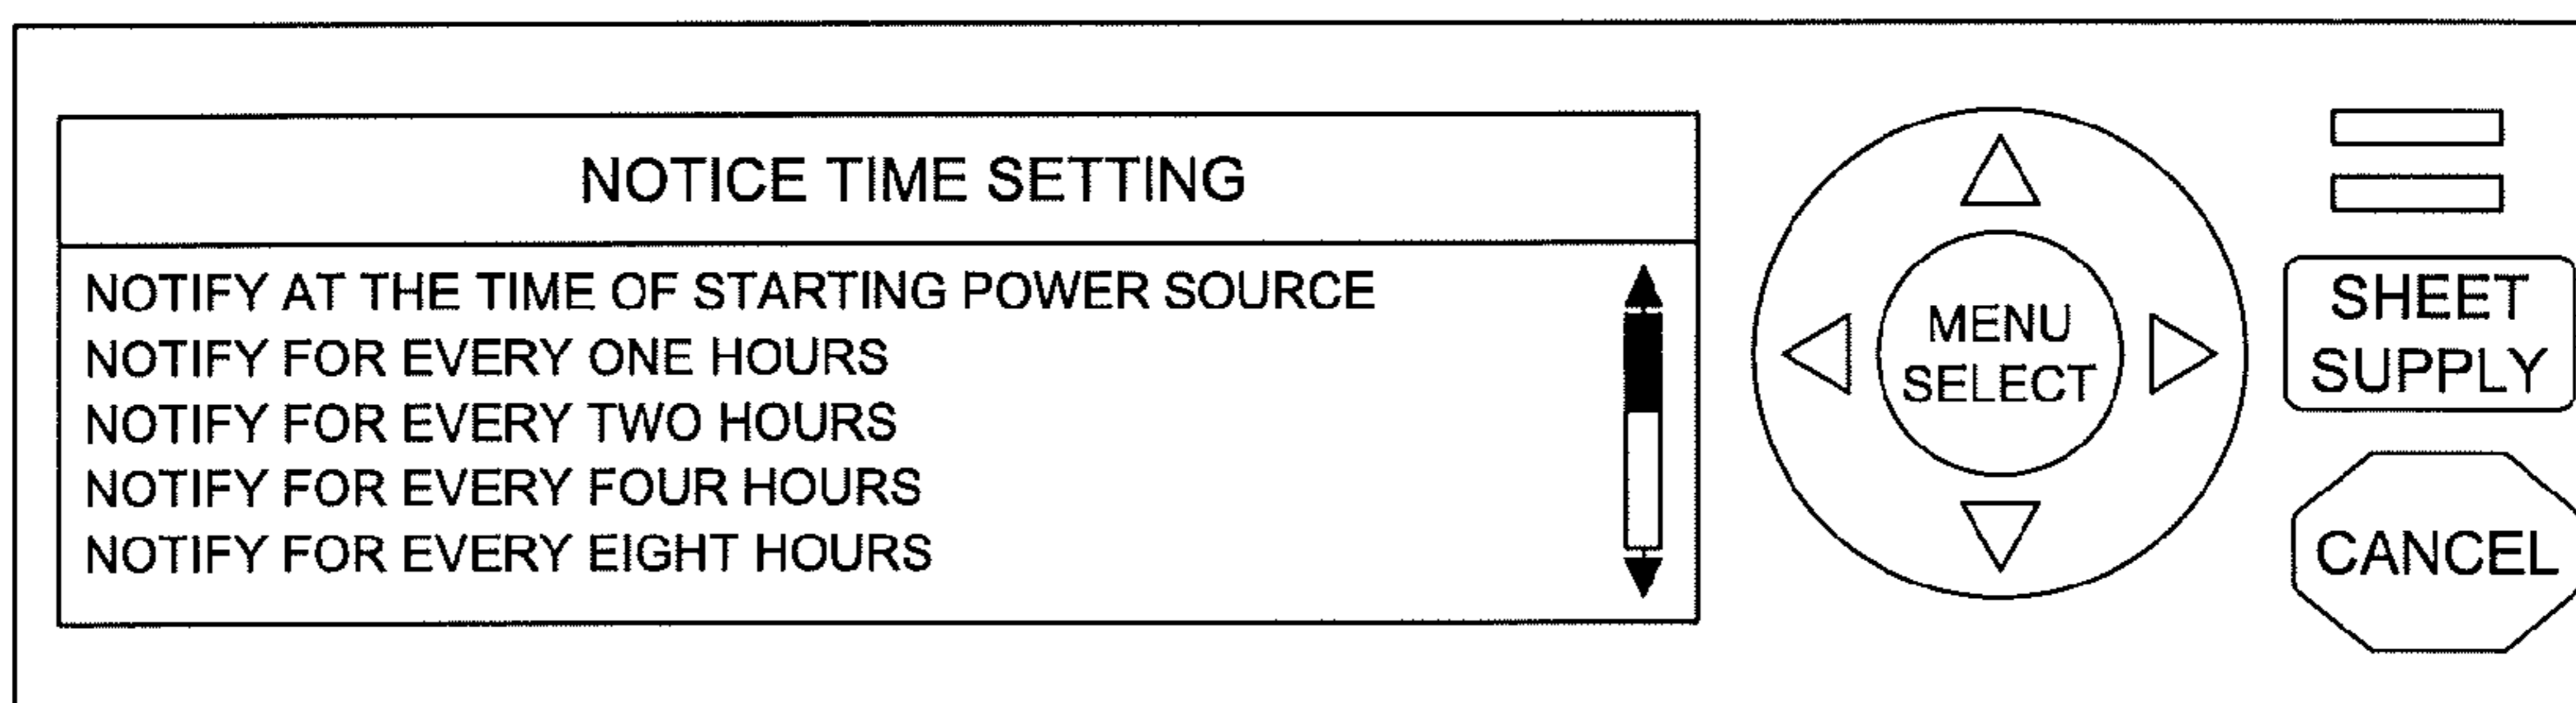 NOTICE TIME SETTING
NOTIFY AT THE TIME OF STARTING POWER SOURCE
NOTIFY FOR EVERY ONE HOURS
NOTIFY FOR EVERY TWO HOURS
NOTIFY FOR EVERY FOUR HOURS
NOTIFY FOR EVERY EIGHT HOURS
MENU
SELECT
SHEET
SUPPLY
CANCEL